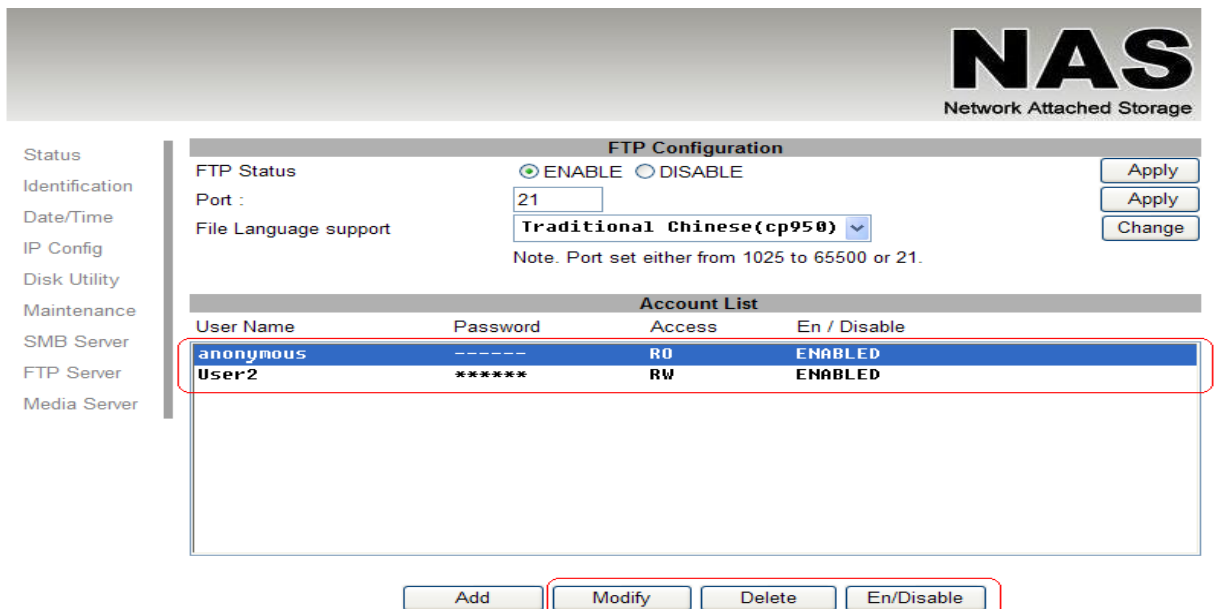 NAS
Network Attached Storage
Status
Identification
Date/Time
IP Config
Disk Utility
Maintenance
SMB Server
FTP Server
Media Server
FTP Configuration
FTP Status ENABLE DISABLE Apply
Port : 21 Apply
File Language support Traditional Chinese(cp950) Change
Note. Port set either from 1025 to 65500 or 21.
Account List
User Name Password Access En / Disable
anonymous ------ RO ENABLED
User2 ****** RW ENABLED
Add Modify Delete En/Disable